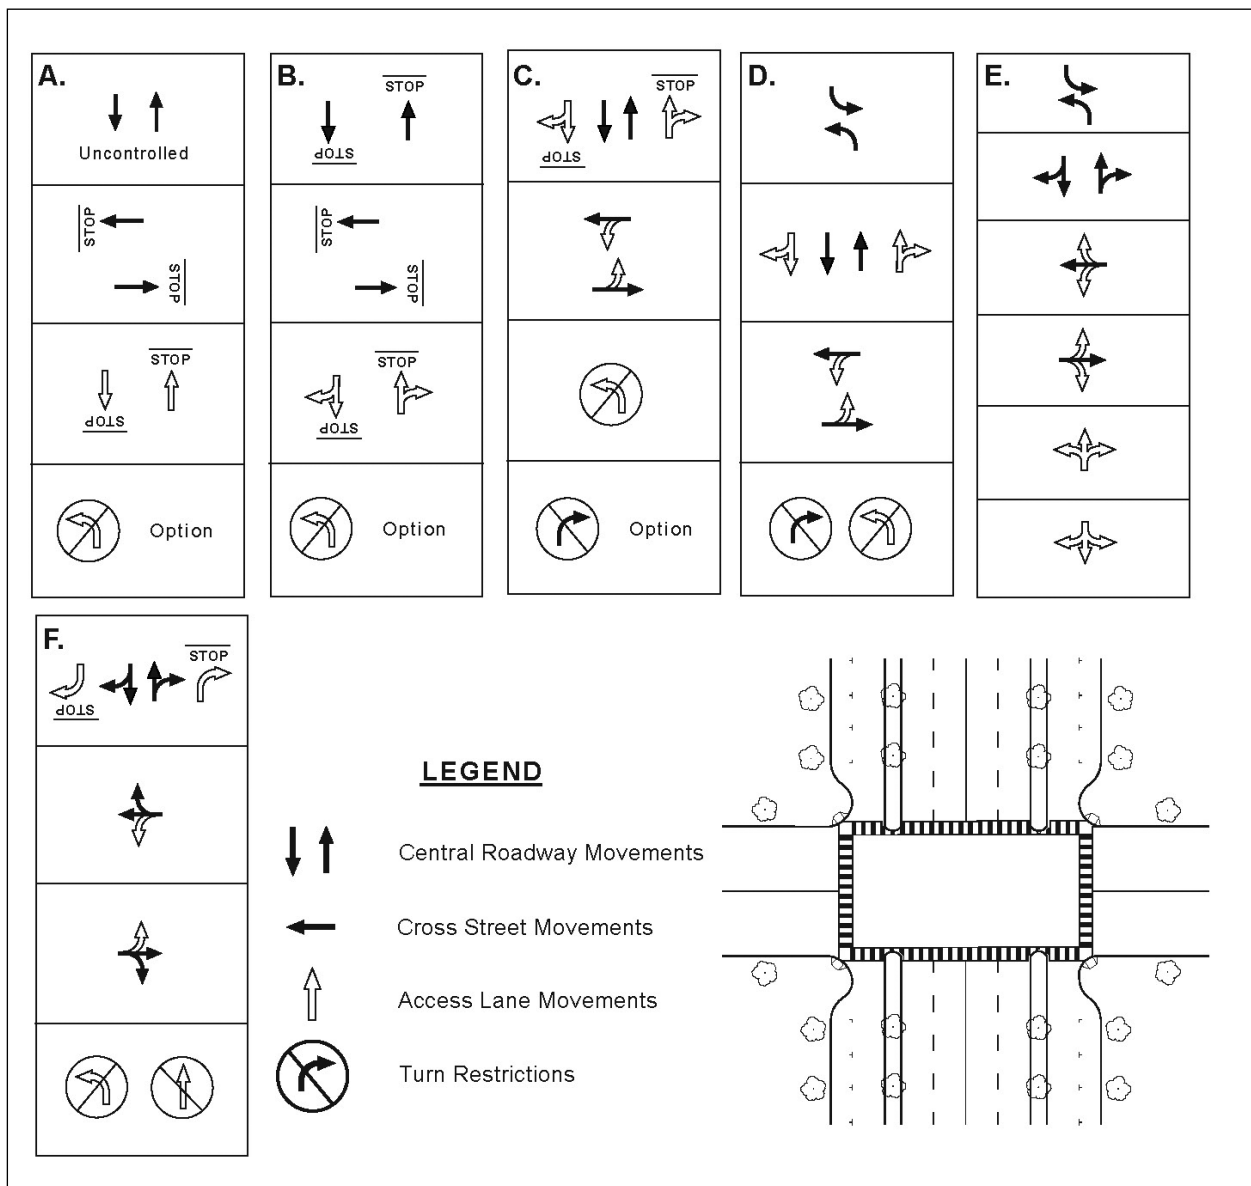 A.
Uncontrolled
STOP
STOP
STOP
STOP
Option
B.
STOP
STOP
STOP
STOP
STOP
STOP
Option
C.
STOP
STOP
Option
D.
E.
F.
STOP
STOP
LEGEND
Central Roadway Movements
Cross Street Movements
Access Lane Movements
Turn Restrictions